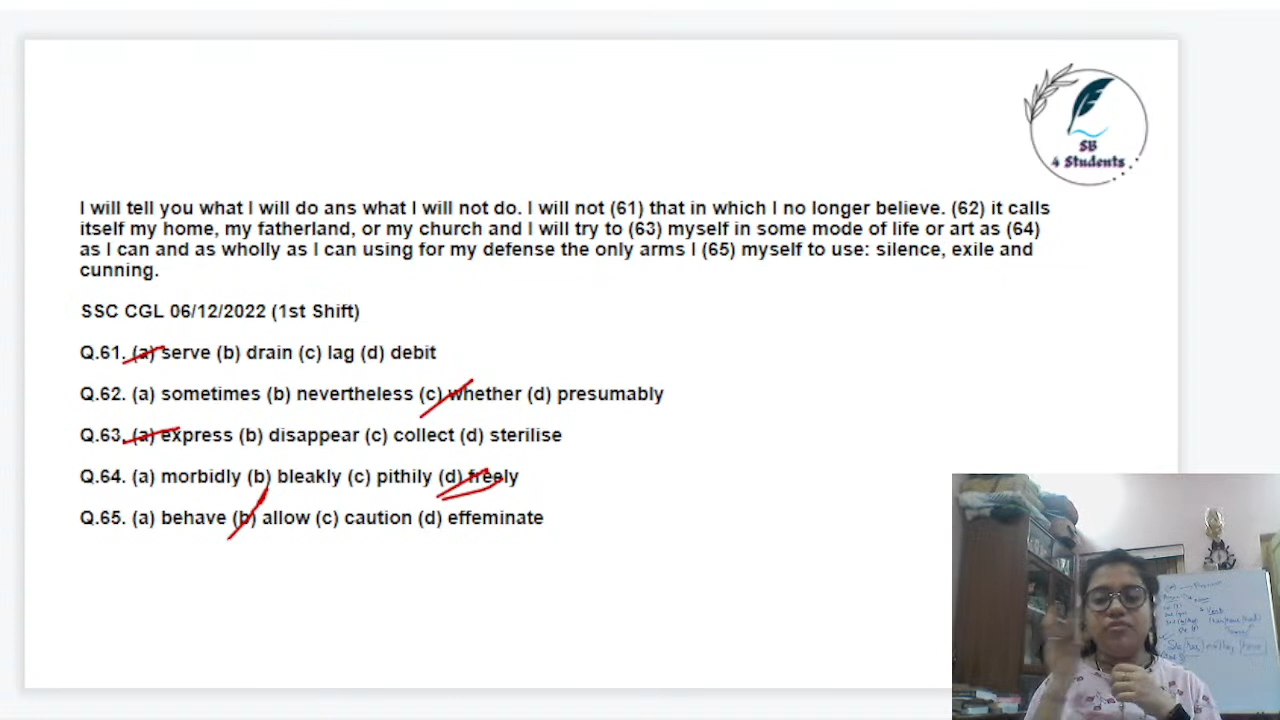 SB
4 Students
I will tell you what I will do ans what I will not do. I will not (61) that in which I no longer believe. (62) it calls
itself my home, my fatherland, or my church and I will try to (63) myself in some mode of life or art as (64)
as I can and as wholly as I can using for my defense the only arms I (65) myself to use: silence, exile and
cunning.
SSC CGL 06/12/2022 (1st Shift)
Q.61. (a) serve (b) drain (c) lag (d) debit
Q.62. (a) sometimes (b) nevertheless (c) whether (d) presumably
Q.63. (a) express (b) disappear (c) collect (d) sterilise
Q.64. (a) morbidly (b) bleakly (c) pithily (d) freely
Q.65. (a) behave (b) allow (c) caution (d) effeminate